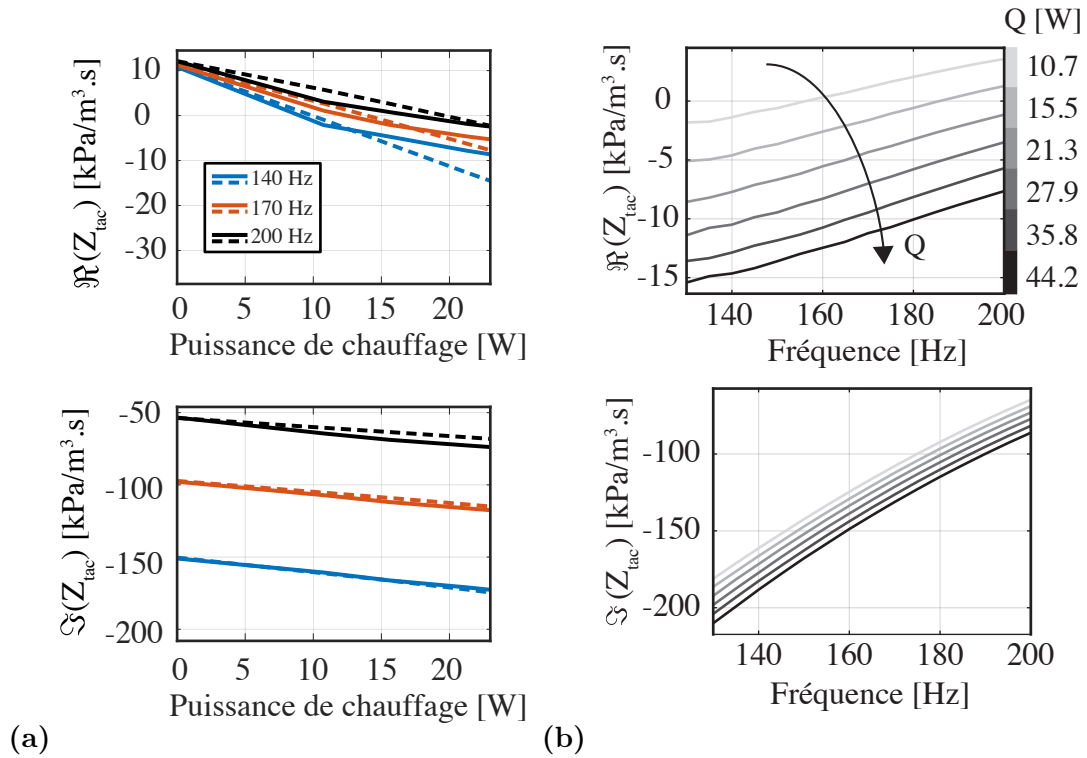 ℜ(Z_tac) [kPa/m³.s]
10
0
-10
-20
-30
140 Hz
170 Hz
200 Hz
0 5 10 15 20
Puissance de chauffage [W]
ℑ(Z_tac) [kPa/m³.s]
-50
-100
-150
-200
0 5 10 15 20
Puissance de chauffage [W]
(a)
ℜ(Z_tac) [kPa/m³.s]
0
-5
-10
-15
Q
140 160 180 200
Fréquence [Hz]
Q [W]
10.7
15.5
21.3
27.9
35.8
44.2
ℑ(Z_tac) [kPa/m³.s]
-100
-150
-200
140 160 180 200
Fréquence [Hz]
(b)